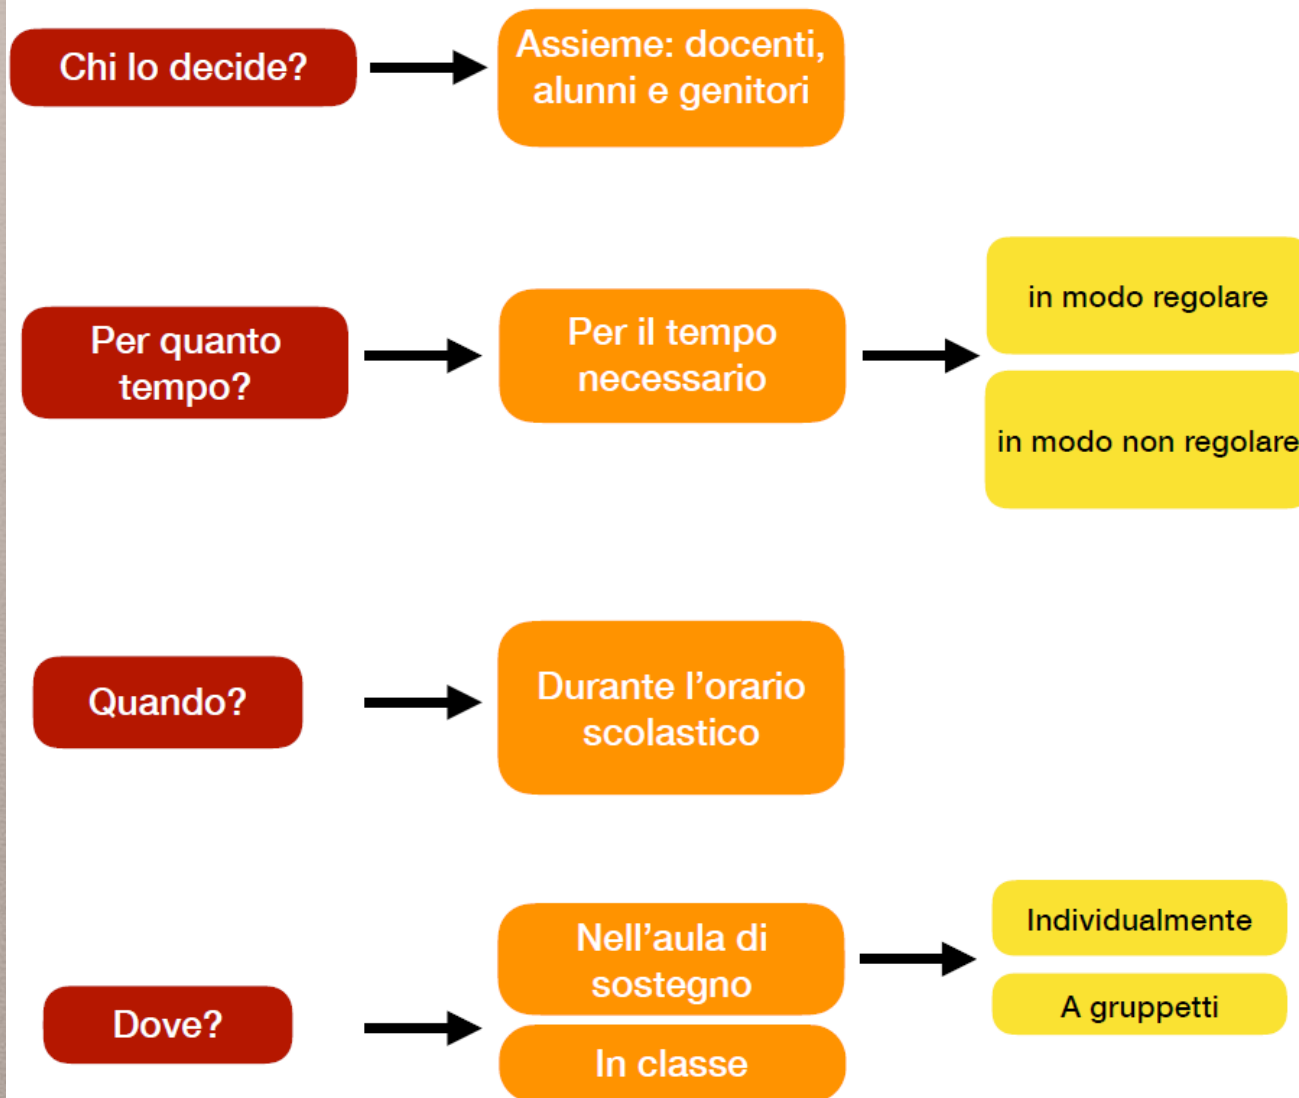 Chi lo decide?
Assieme: docenti,
alunni e genitori
Per quanto
tempo?
Per il tempo
necessario
in modo regolare
in modo non regolare
Quando?
Durante l'orario
scolastico
Dove?
Nell'aula di
sostegno
In classe
Individualmente
A gruppetti